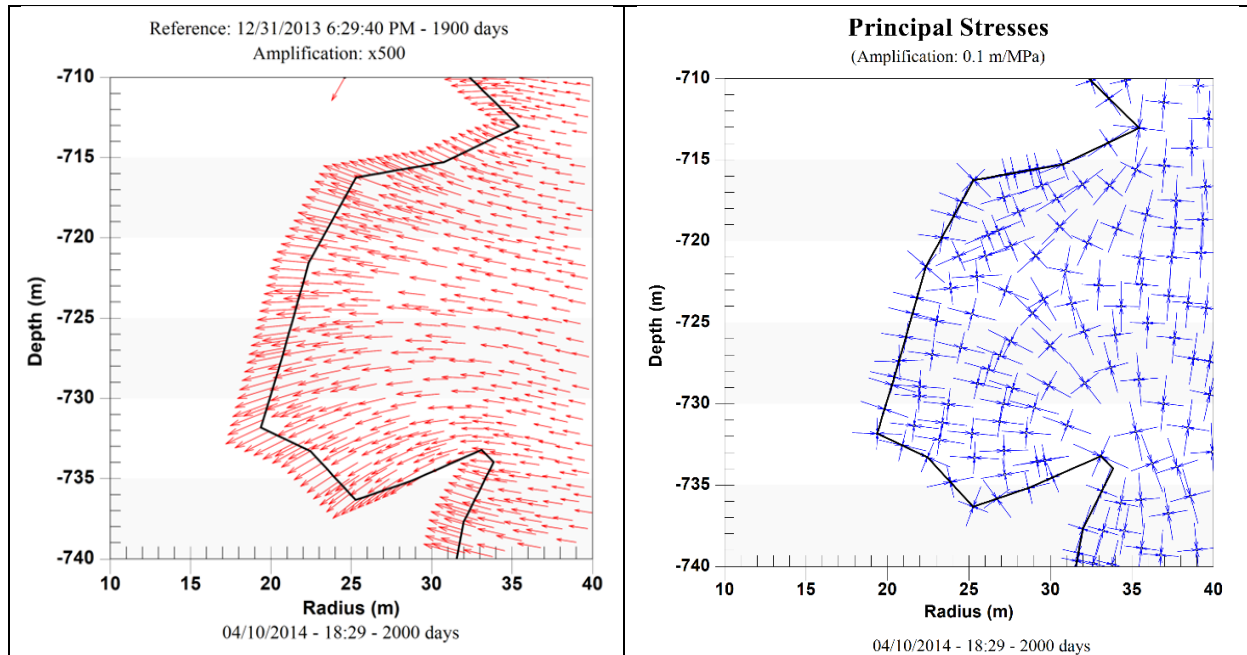 Reference: 12/31/2013 6:29:40 PM - 1900 days
Amplification: x500
-710
-715
-720
-725
-730
-735
-740
Depth (m)
10 15 20 25 30 35 40
Radius (m)
04/10/2014 - 18:29 - 2000 days
Principal Stresses
(Amplification: 0.1 m/MPa)
-710
-715
-720
-725
-730
-735
-740
Depth (m)
10 15 20 25 30 35 40
Radius (m)
04/10/2014 - 18:29 - 2000 days